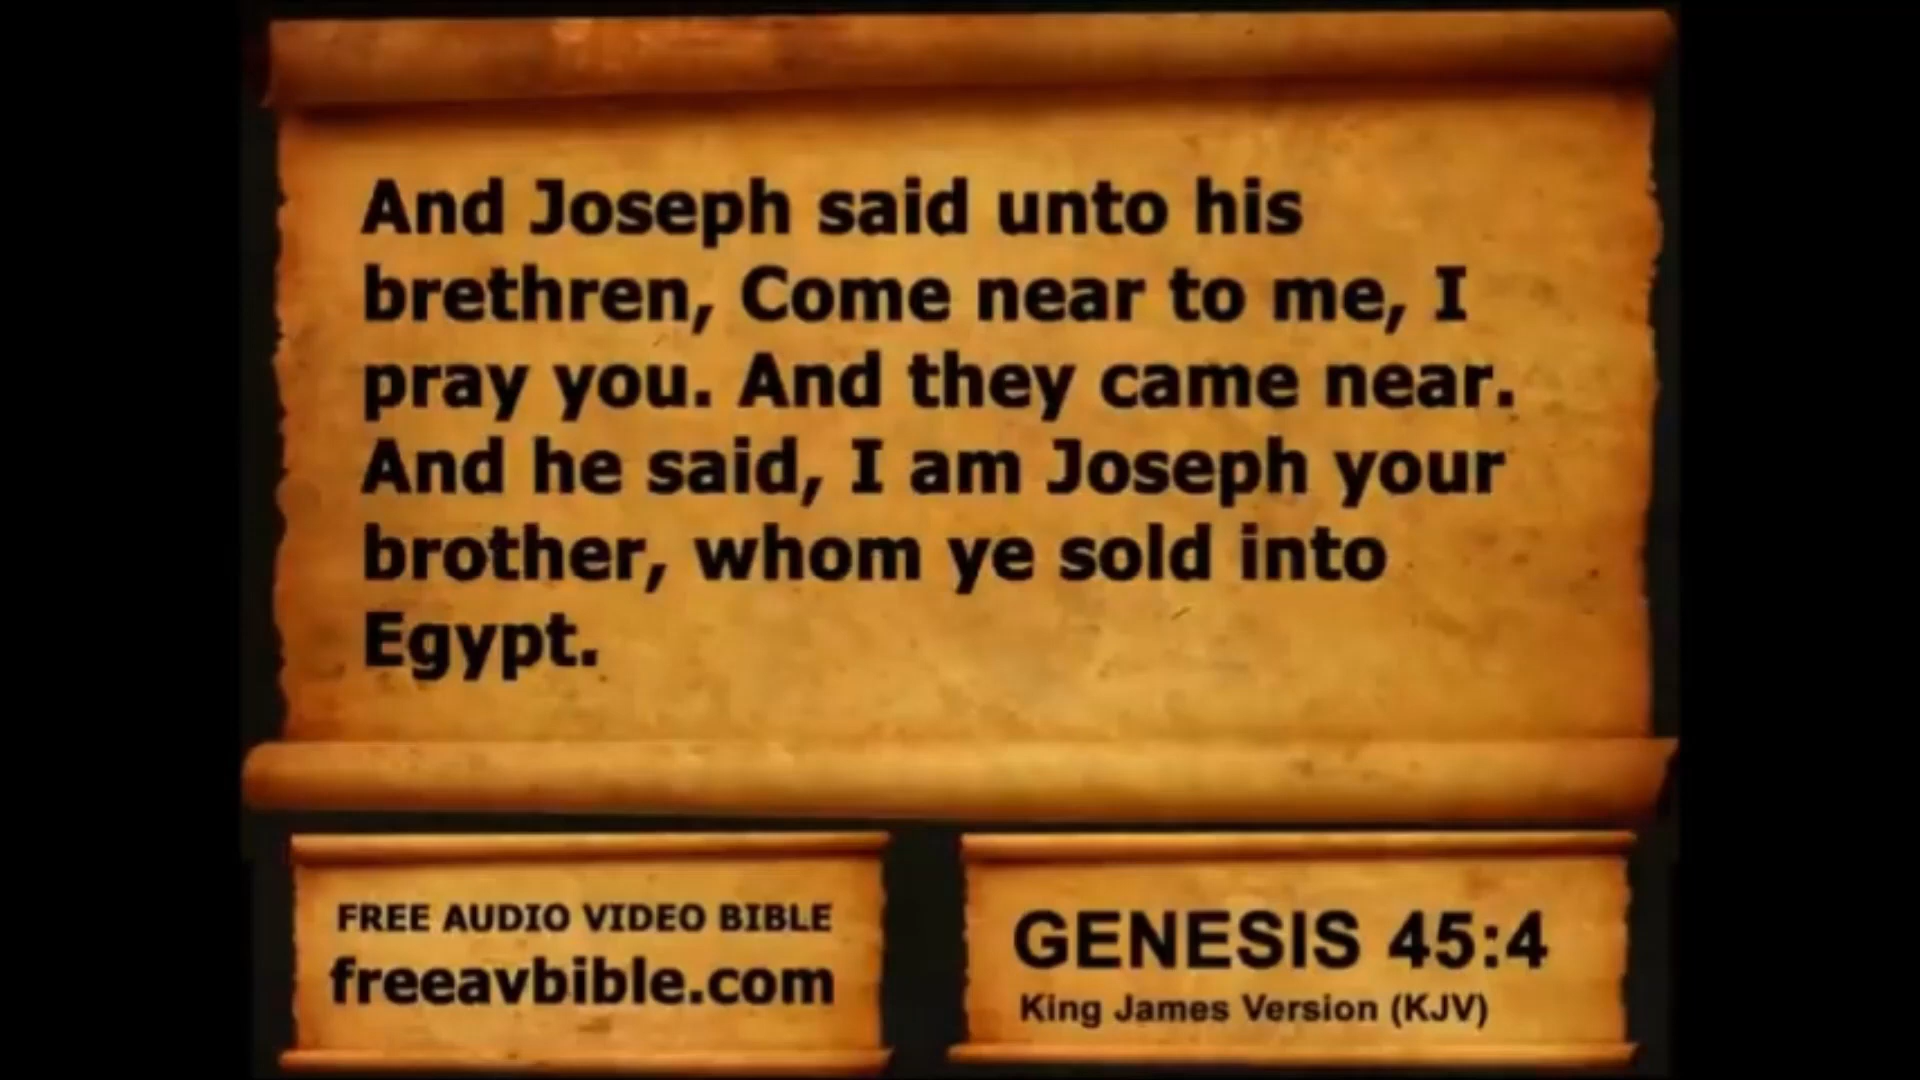 And Joseph said unto his
brethren, Come near to me, I
pray you. And they came near.
And he said, I am Joseph your
brother, whom ye sold into
Egypt.
FREE AUDIO VIDEO BIBLE
freeavbible.com
GENESIS 45:4
King James Version (KJV)